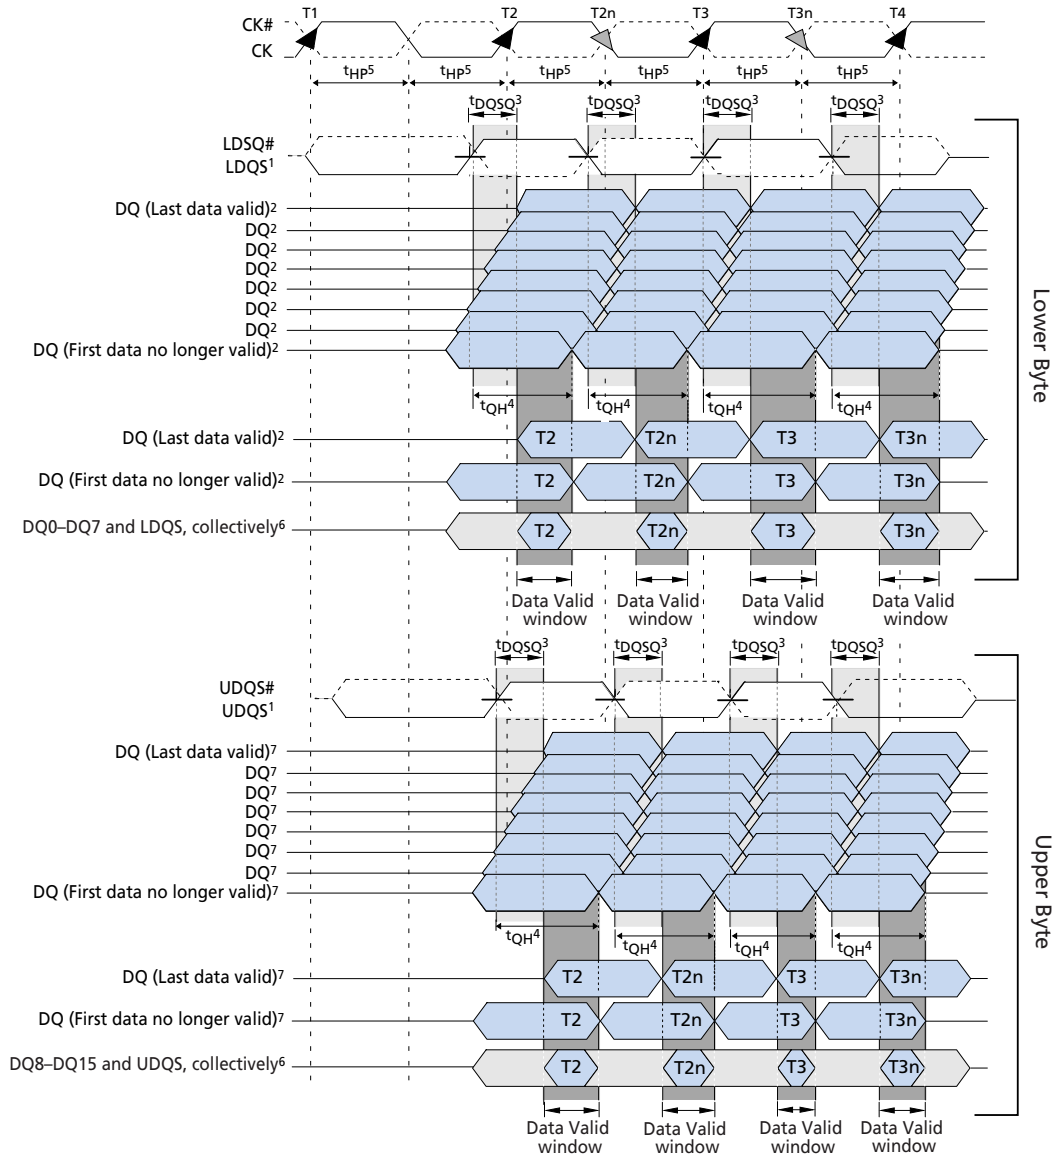 T1 T2 T2n T3 T3n T4
CK#
CK
tHP5 tHP5 tHP5 tHP5 tHP5 tHP5
tDQSQ3 tDQSQ3 tDQSQ3 tDQSQ3
LDSQ#
LDQS1
DQ (Last data valid)2
DQ2
DQ2
DQ2
DQ2
DQ2
DQ2
DQ (First data no longer valid)2
tQH4 tQH4 tQH4 tQH4
DQ (Last data valid)2 T2 T2n T3 T3n
DQ (First data no longer valid)2 T2 T2n T3 T3n
DQ0–DQ7 and LDQS, collectively6 T2 T2n T3 T3n
Data Valid window
Data Valid window
Data Valid window
Data Valid window
Lower Byte
tDQSQ3 tDQSQ3 tDQSQ3 tDQSQ3
UDQS#
UDQS1
DQ (Last data valid)7
DQ7
DQ7
DQ7
DQ7
DQ7
DQ7
DQ (First data no longer valid)7
tQH4 tQH4 tQH4 tQH4
DQ (Last data valid)7 T2 T2n T3 T3n
DQ (First data no longer valid)7 T2 T2n T3 T3n
DQ8–DQ15 and UDQS, collectively6 T2 T2n T3 T3n
Data Valid window
Data Valid window
Data Valid window
Data Valid window
Upper Byte